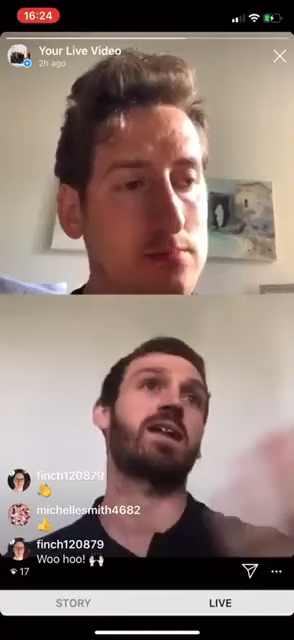 16:24
Your Live Video
2h ago
finch120879
👏
michellesmith4682
👍
finch120879
Woo hoo! 🙌
17
STORY
LIVE